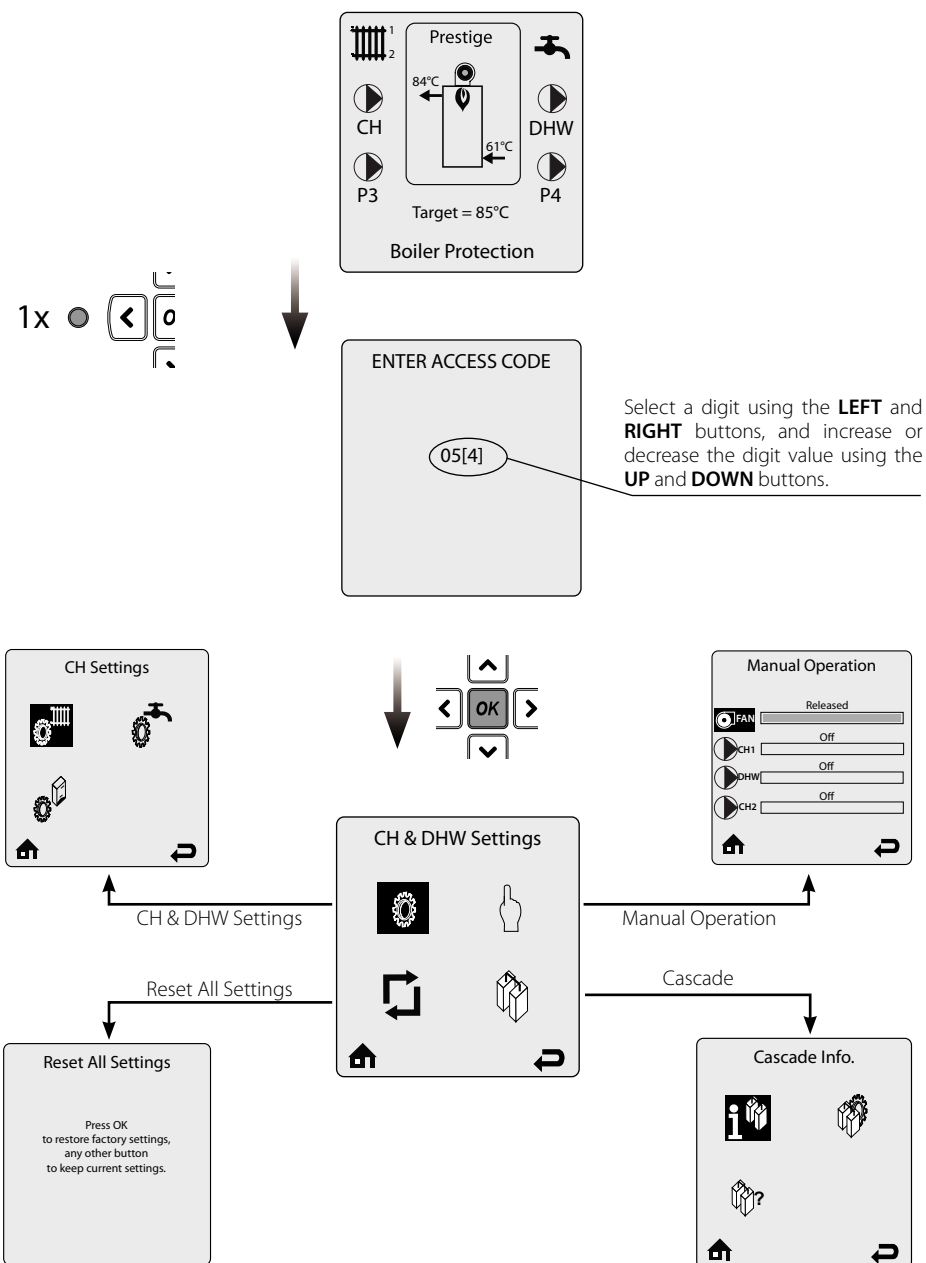 1
2
Prestige
84°C
61°C
CH
DHW
P3
P4
Target = 85°C
Boiler Protection
1x
ENTER ACCESS CODE
05[4]
Select a digit using the LEFT and
RIGHT buttons, and increase or
decrease the digit value using the
UP and DOWN buttons.
OK
CH Settings
CH & DHW Settings
Manual Operation
FAN
Released
CH1
Off
DHW
Off
CH2
Off
CH & DHW Settings
Manual Operation
Reset All Settings
Cascade
Reset All Settings
Press OK
to restore factory settings,
any other button
to keep current settings.
Cascade Info.
i
?